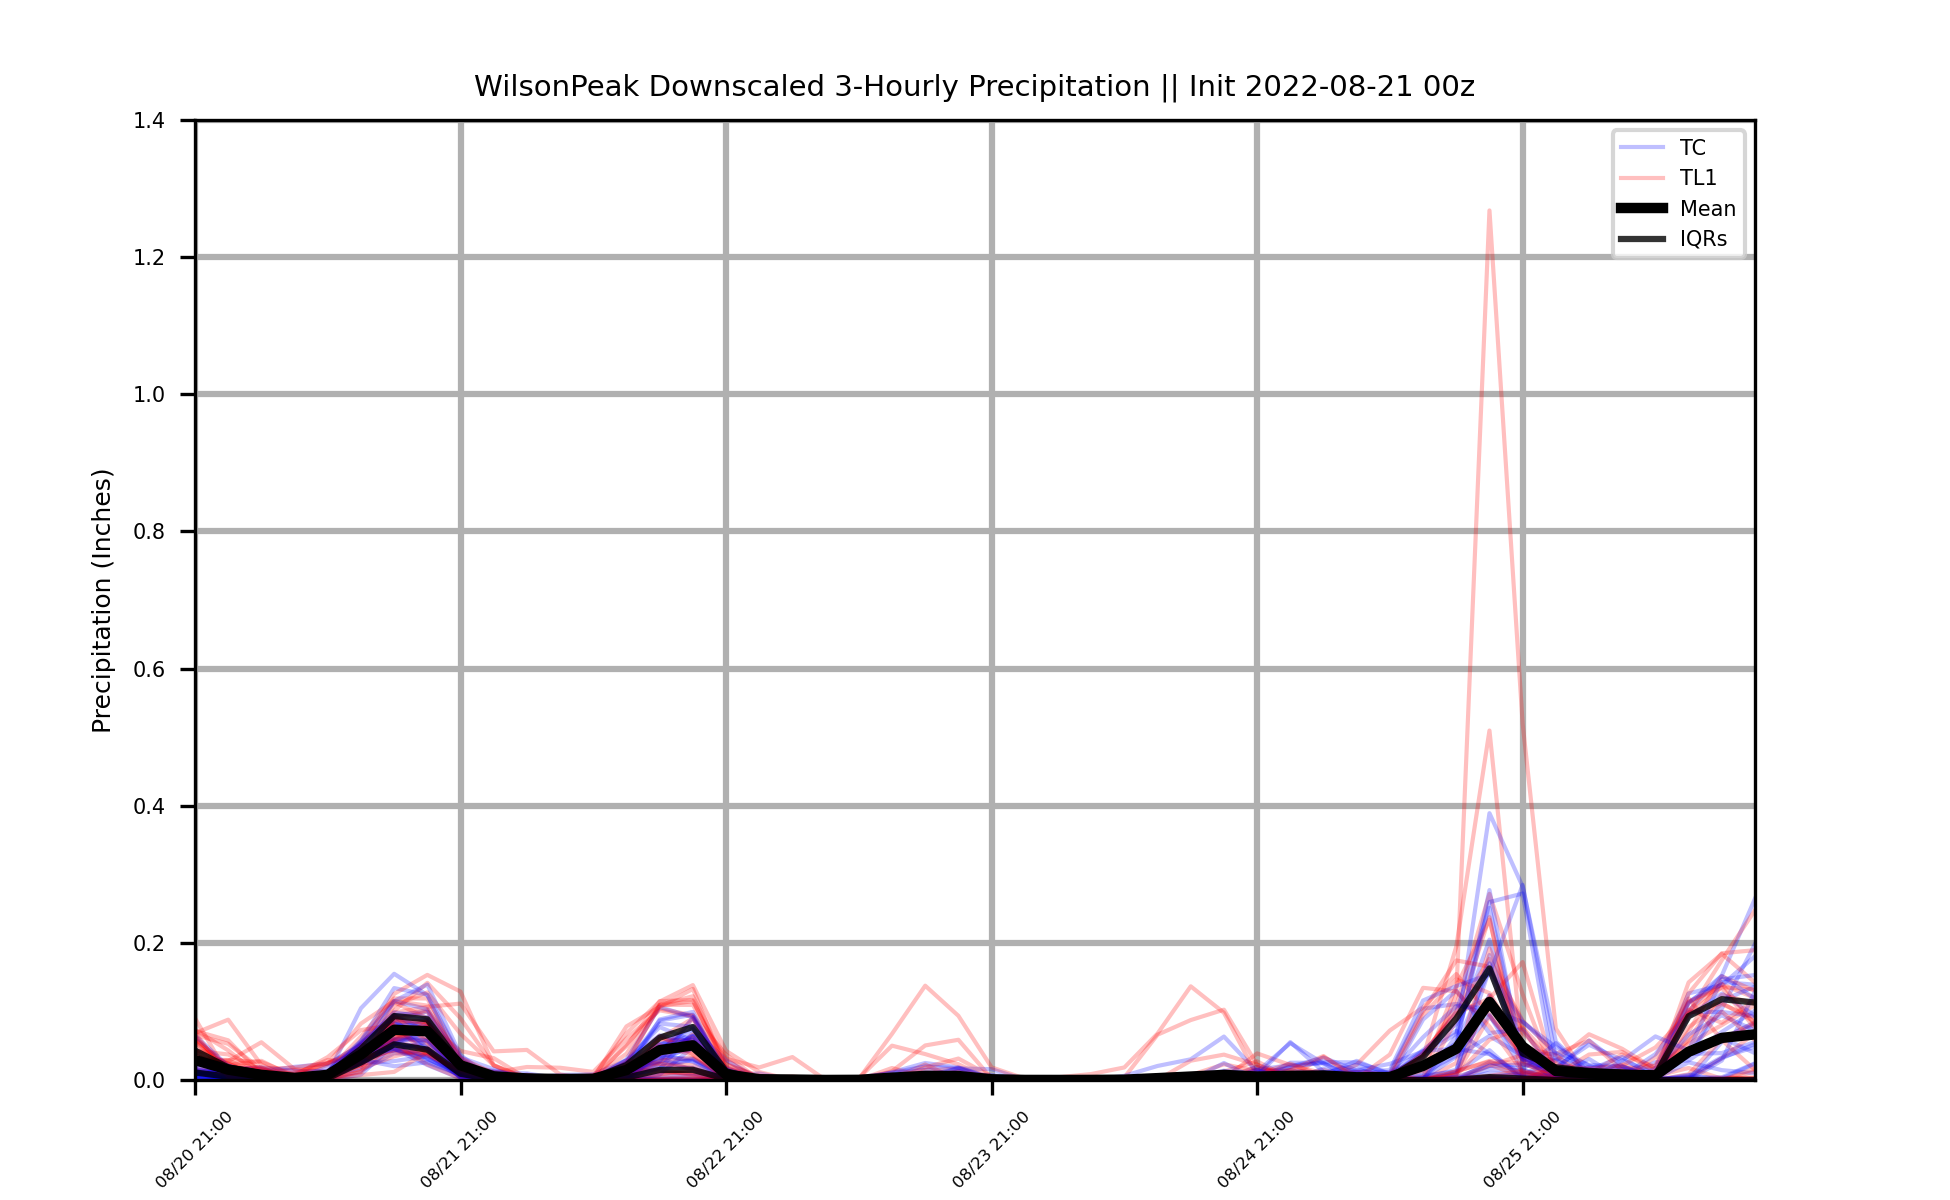 WilsonPeak Downscaled 3-Hourly Precipitation || Init 2022-08-21 00z
Precipitation (Inches)
1.4
1.2
1.0
0.8
0.6
0.4
0.2
0.0
TC
TL1
Mean
IQRs
08/20 21:00
08/21 21:00
08/22 21:00
08/23 21:00
08/24 21:00
08/25 21:00